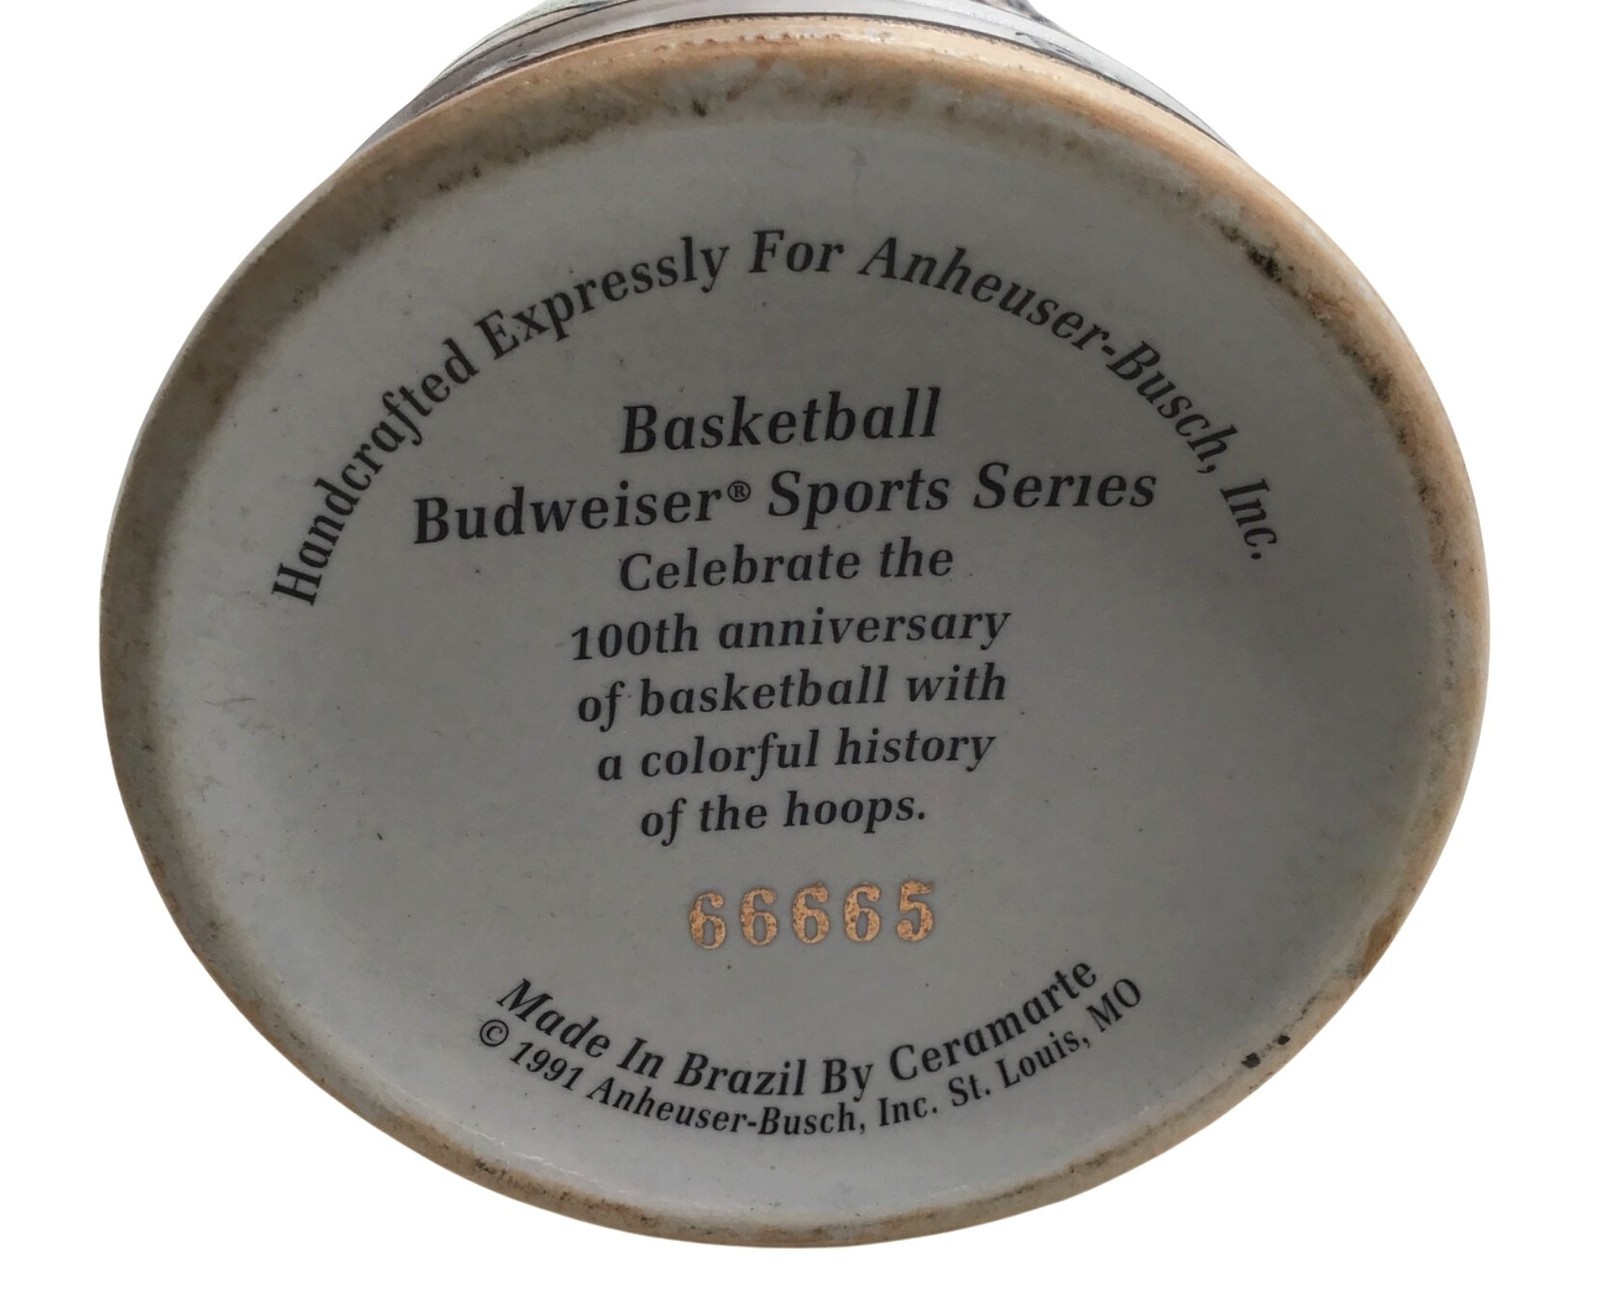 Handcrafted Expressly For Anheuser-Busch, Inc.
Basketball
Budweiser® Sports Series
Celebrate the
100th anniversary
of basketball with
a colorful history
of the hoops.
66665
Made In Brazil By Ceramarte
© 1991 Anheuser-Busch, Inc. St. Louis, MO